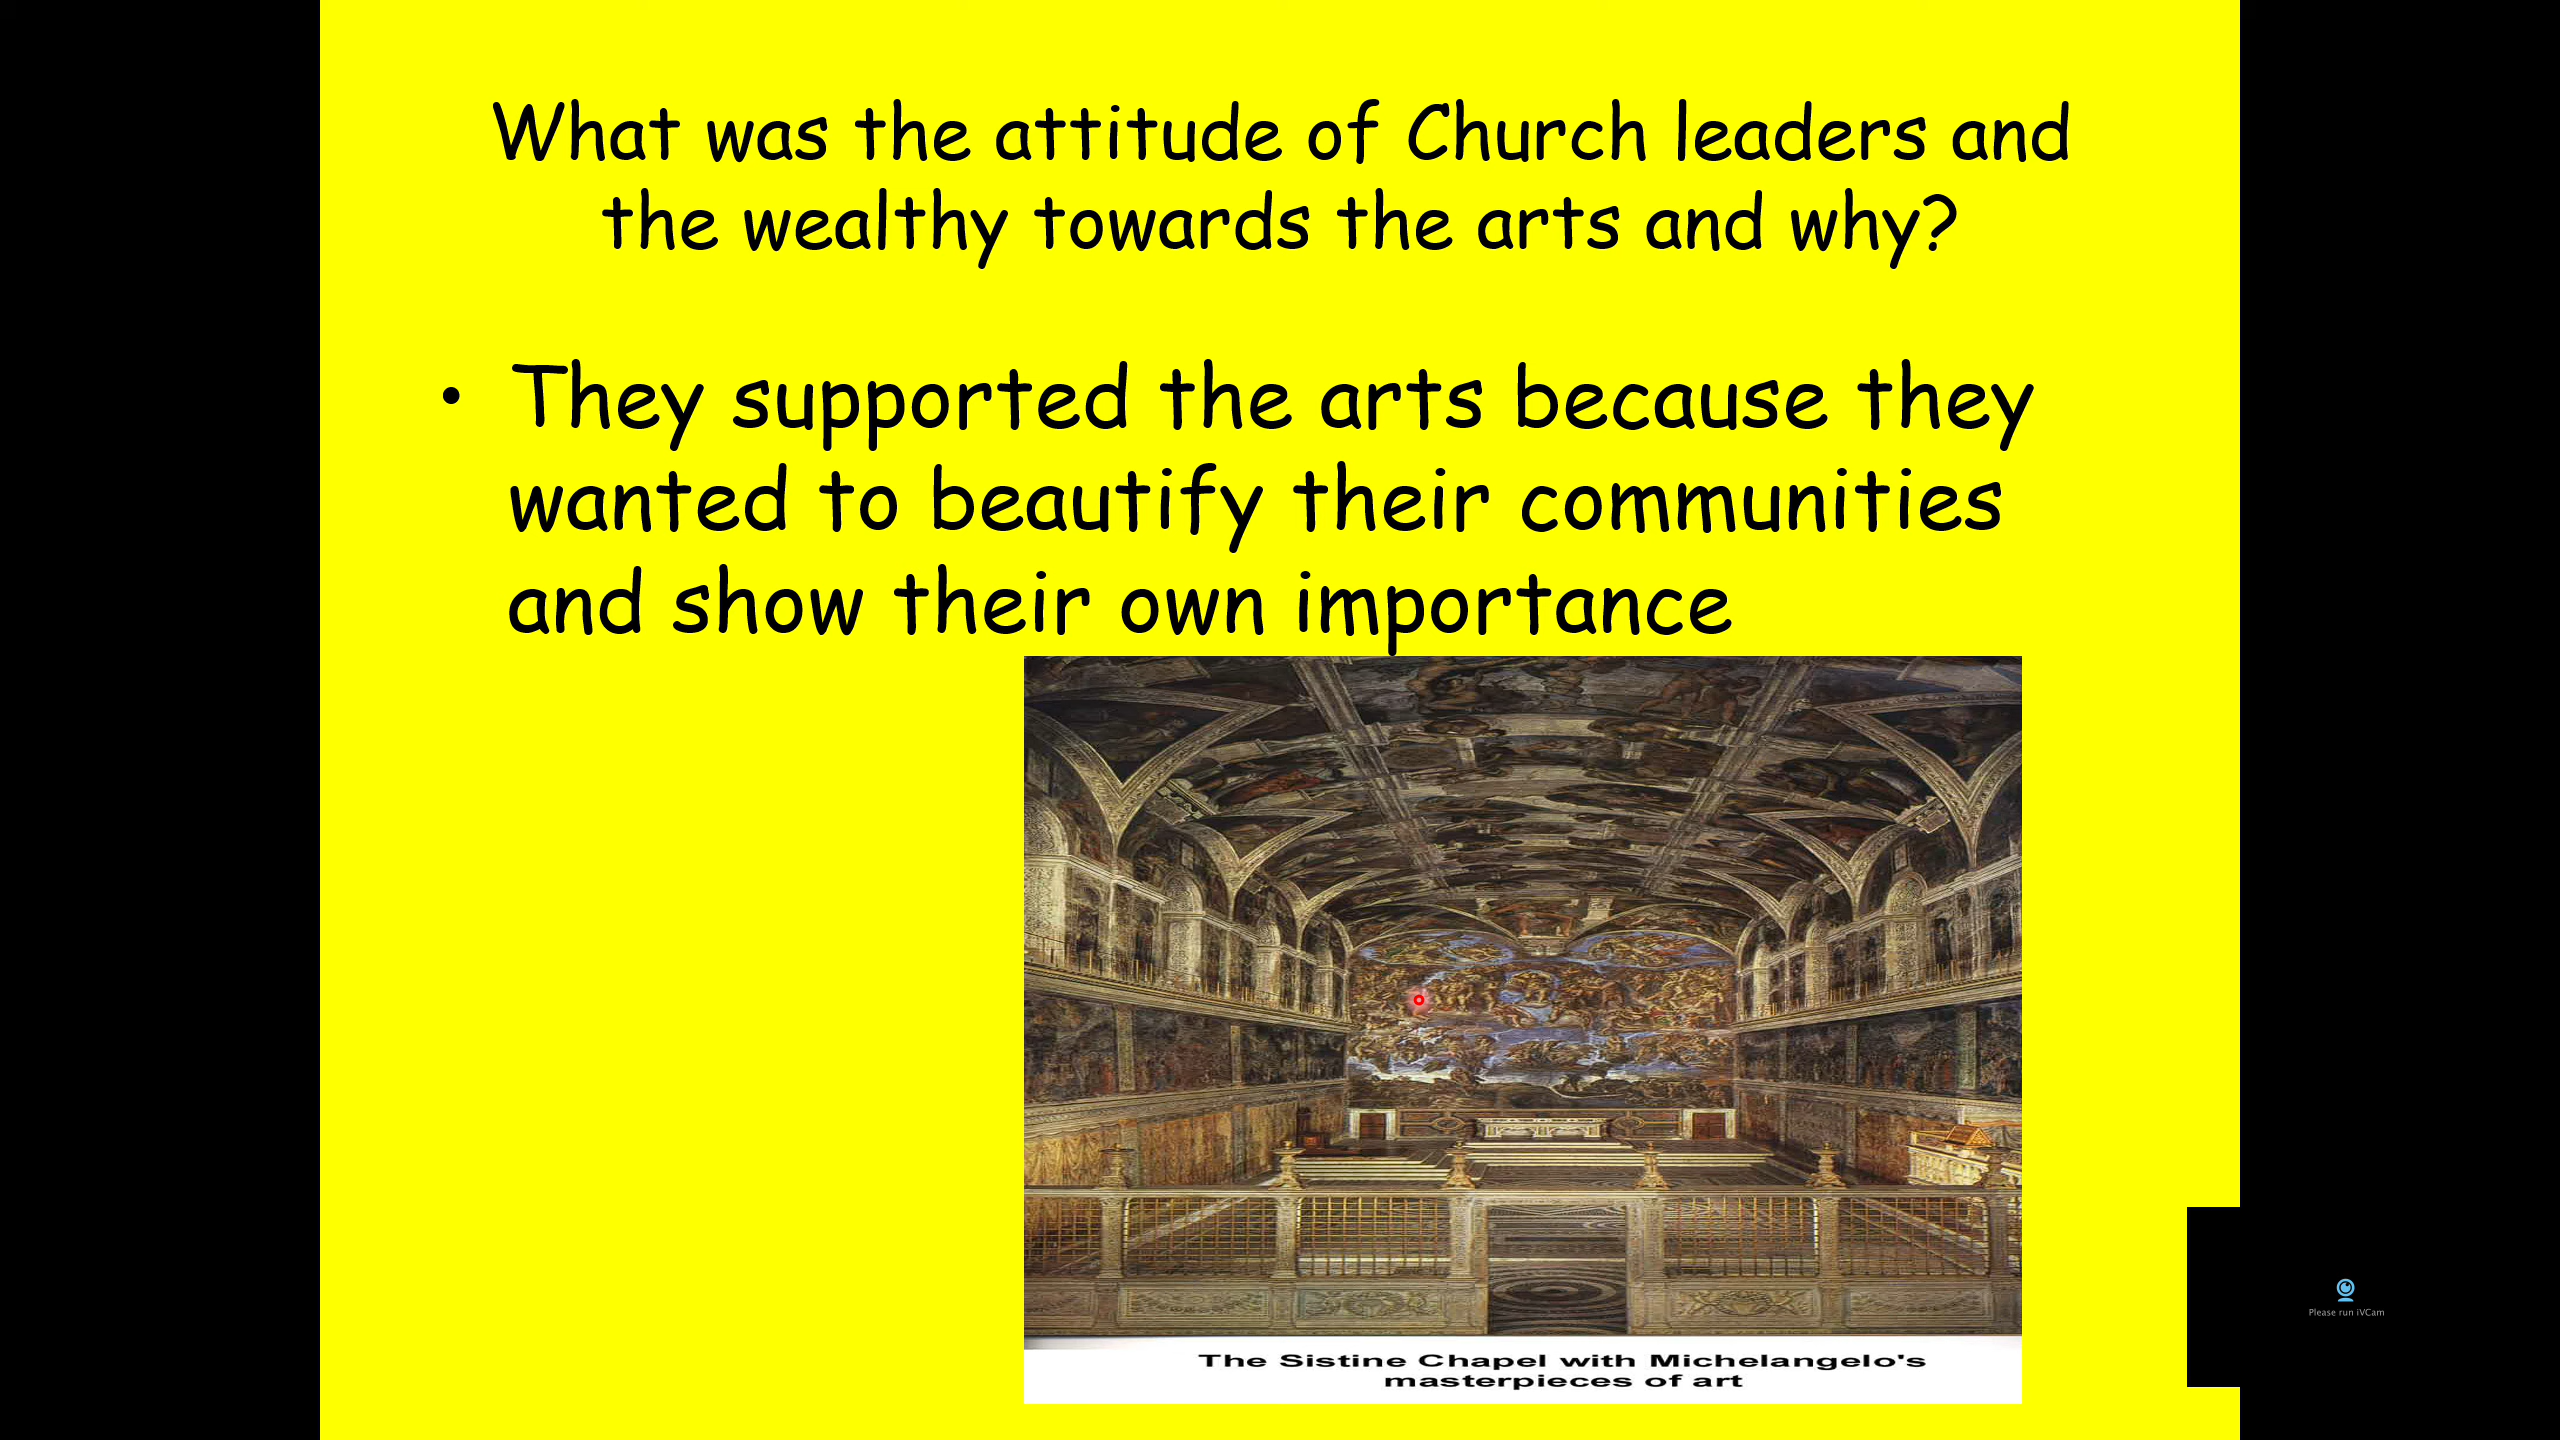 What was the attitude of Church leaders and
the wealthy towards the arts and why?
• They supported the arts because they
wanted to beautify their communities
and show their own importance
The Sistine Chapel with Michelangelo's
masterpieces of art
Please run iVCam